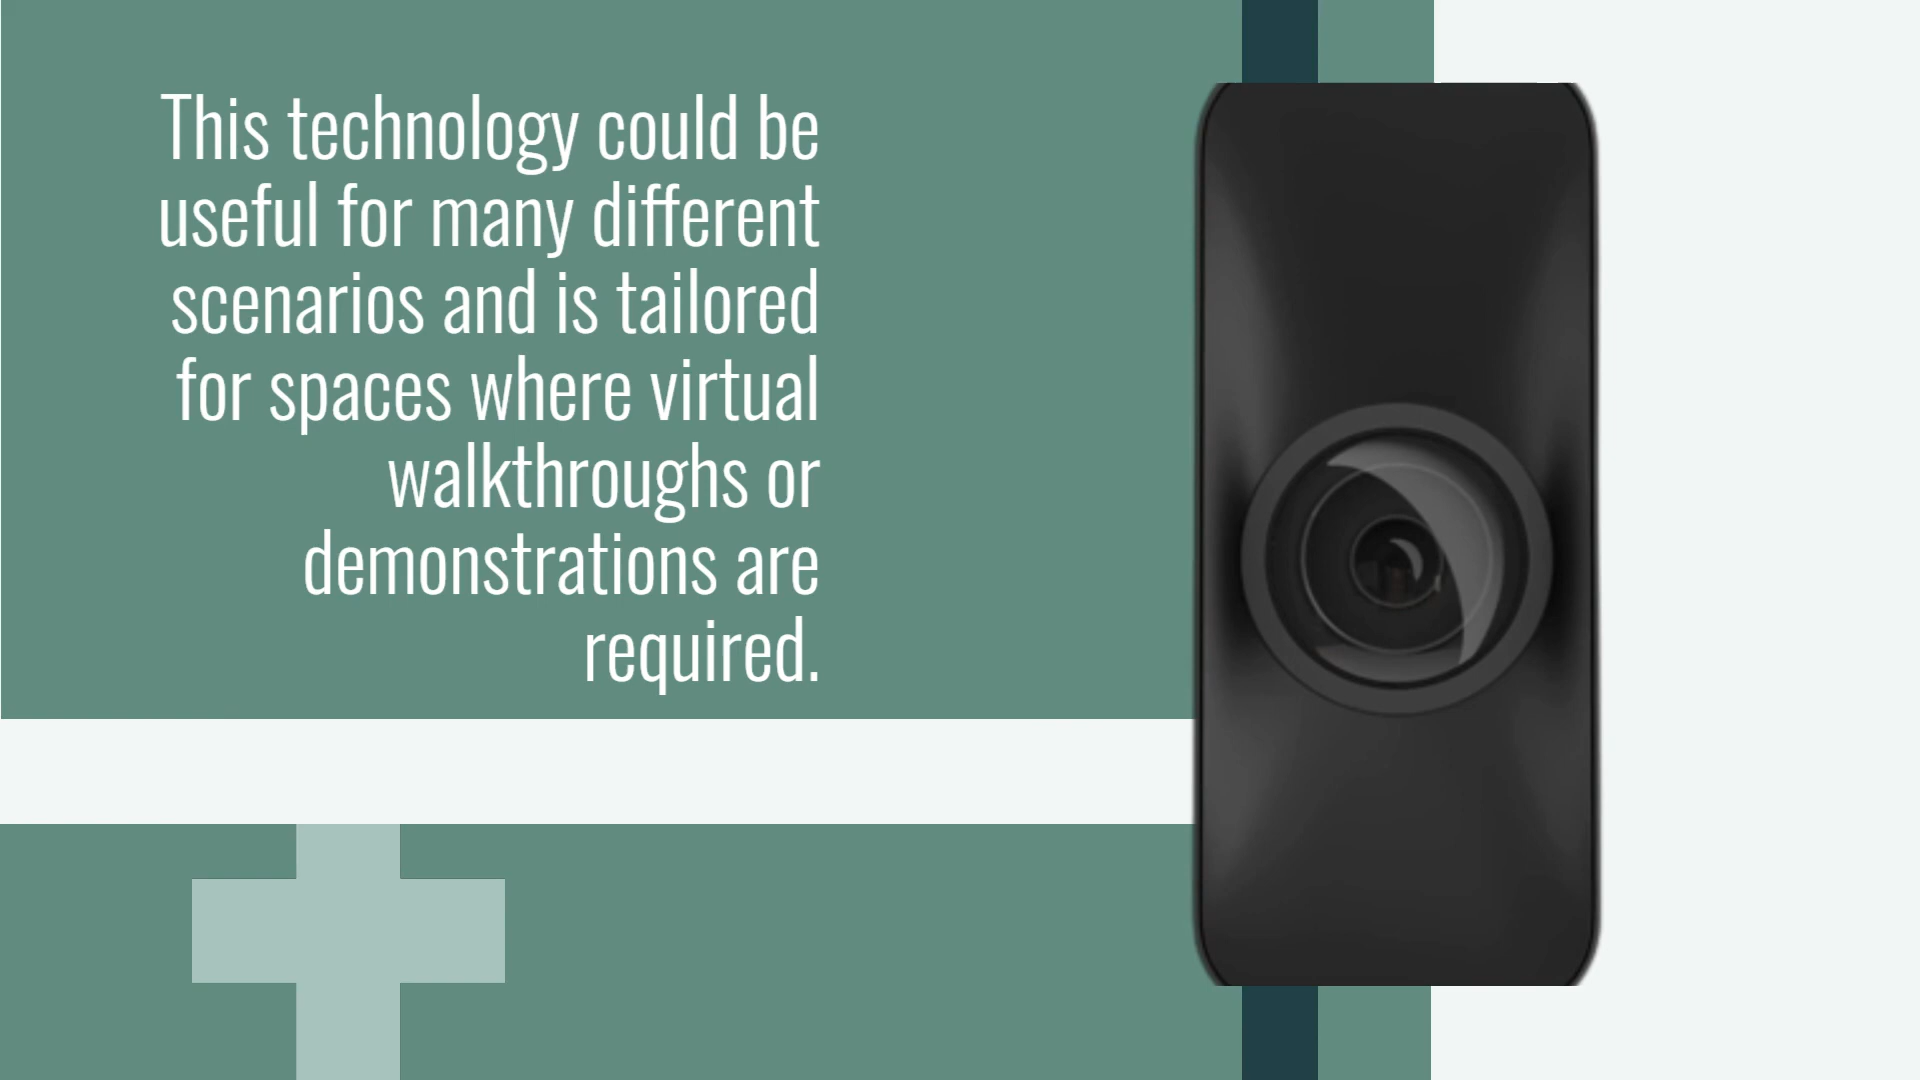 This technology could be
useful for many different
scenarios and is tailored
for spaces where virtual
walkthroughs or
demonstrations are
required.